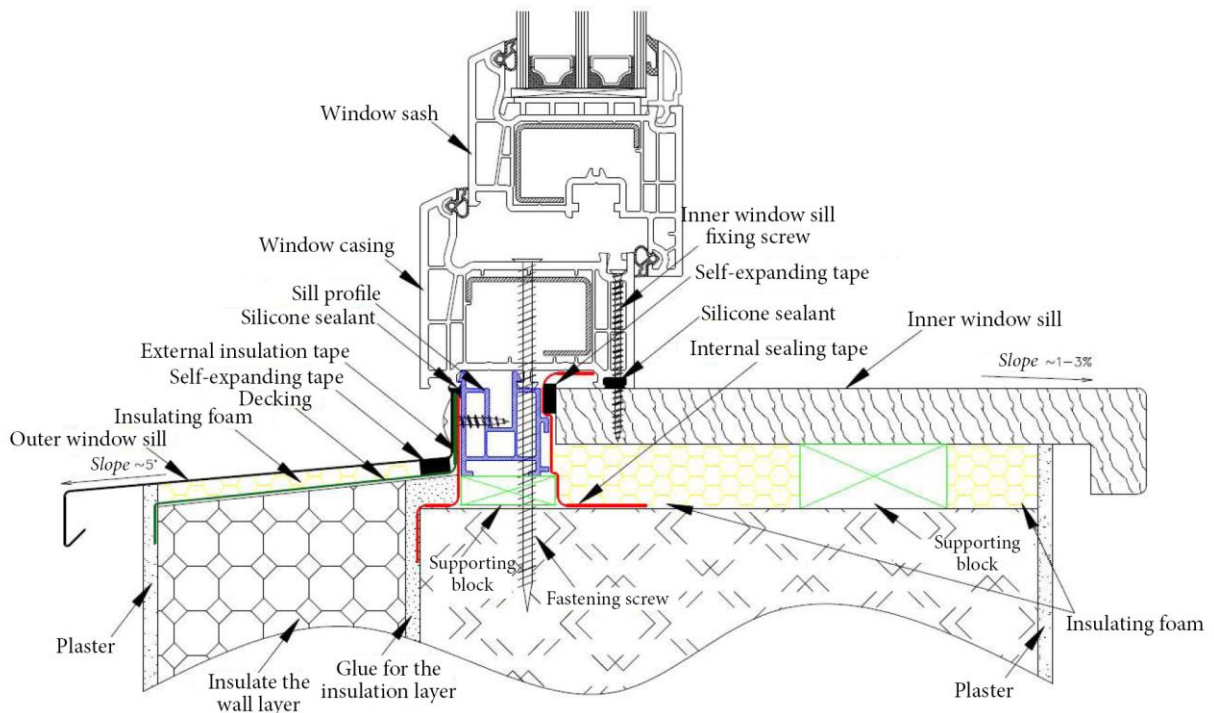 Window sash
Window casing
Sill profile
Silicone sealant
External insulation tape
Self-expanding tape
Decking
Insulating foam
Outer window sill
Slope ~5°
Inner window sill
fixing screw
Self-expanding tape
Silicone sealant
Internal sealing tape
Inner window sill
Slope ~1–3%
Supporting
block
Fastening screw
Supporting
block
Insulating foam
Plaster
Insulate the
wall layer
Glue for the
insulation layer
Plaster